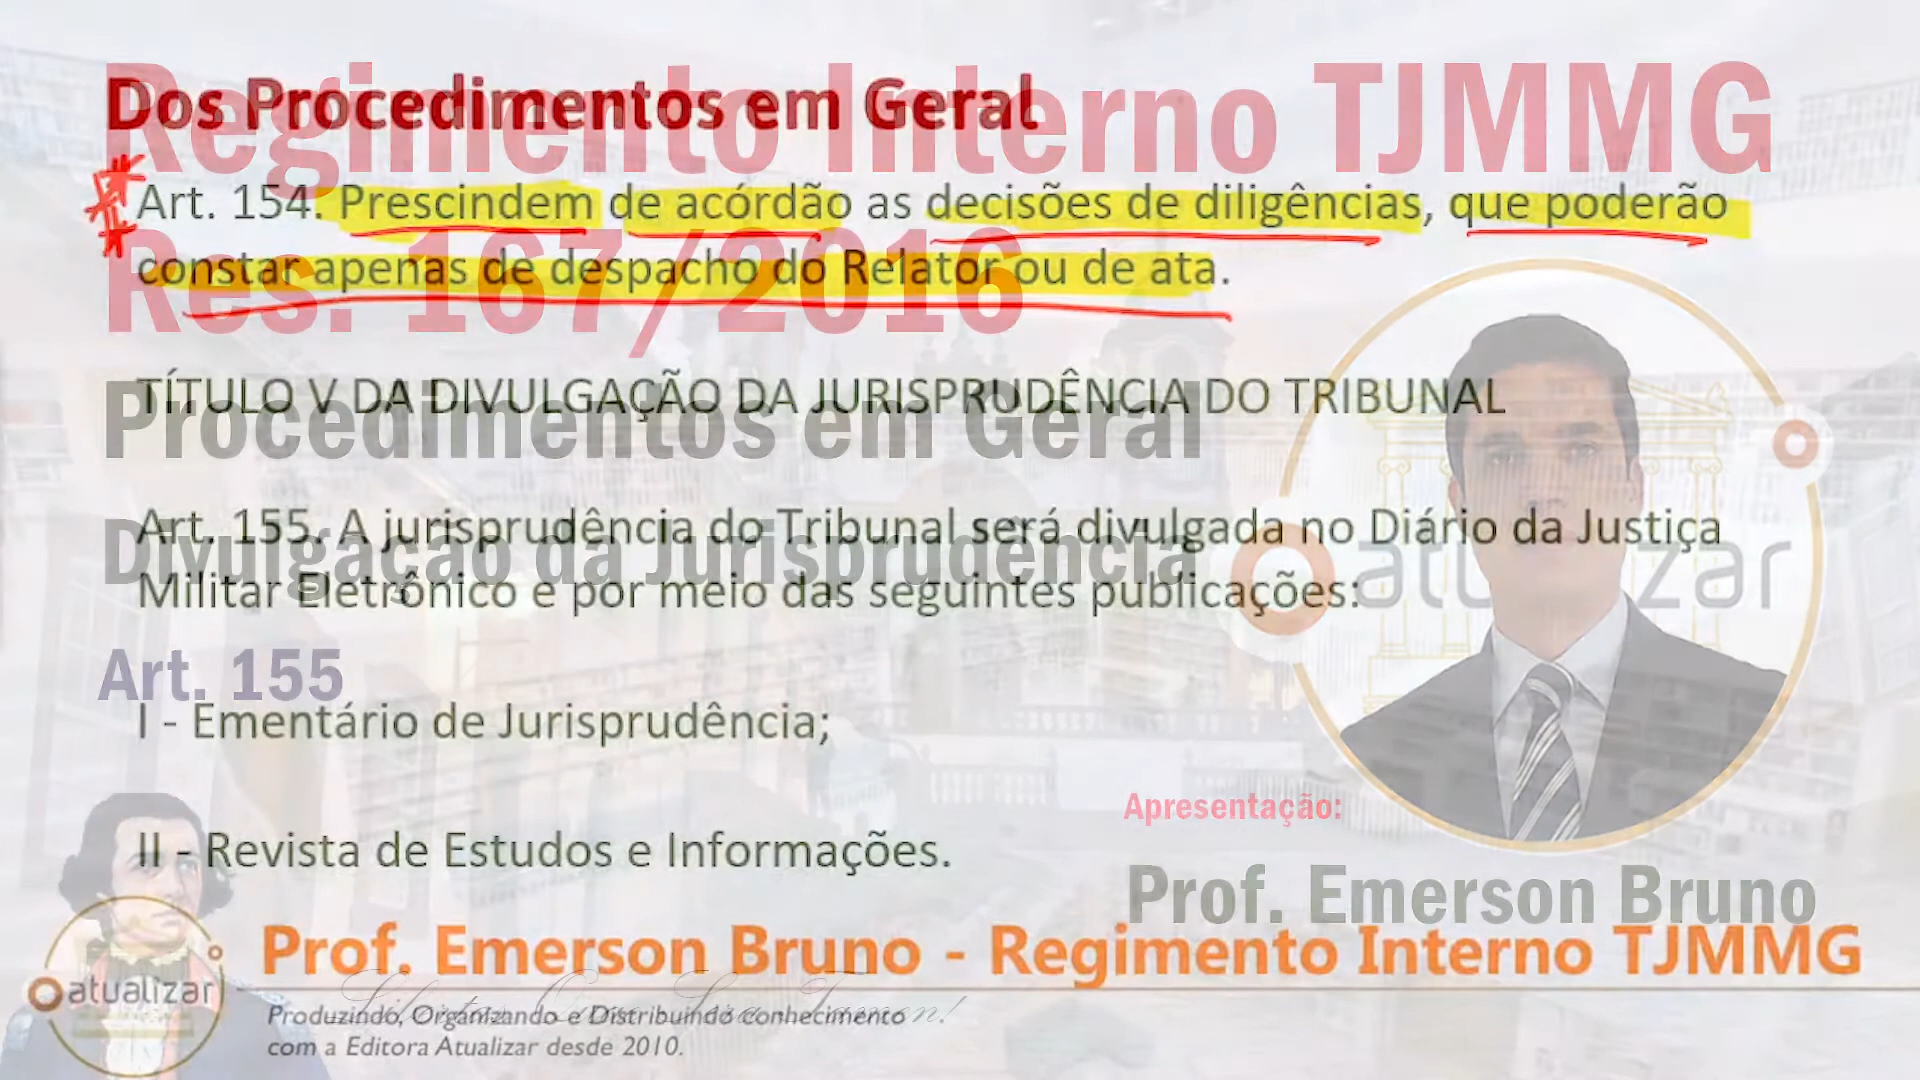 Regimento Interno TJMMG
Dos Procedimentos em Geral
Art. 154. Prescindem de acórdão as decisões de diligências, que poderão
constar apenas de despacho do Relator ou de ata.
Res. 167/2016
TÍTULO V DA DIVULGAÇÃO DA JURISPRUDÊNCIA DO TRIBUNAL
Procedimentos em Geral
Art. 155. A jurisprudência do Tribunal será divulgada no Diário da Justiça
Divulgação da Jurisprudência
Militar Eletrônico e por meio das seguintes publicações:
atualizar
Art. 155
I - Ementário de Jurisprudência;
Apresentação:
II - Revista de Estudos e Informações.
Prof. Emerson Bruno
Prof. Emerson Bruno - Regimento Interno TJMMG
atualizar
Produzindo, Organizando e Distribuindo conhecimento
com a Editora Atualizar desde 2010.